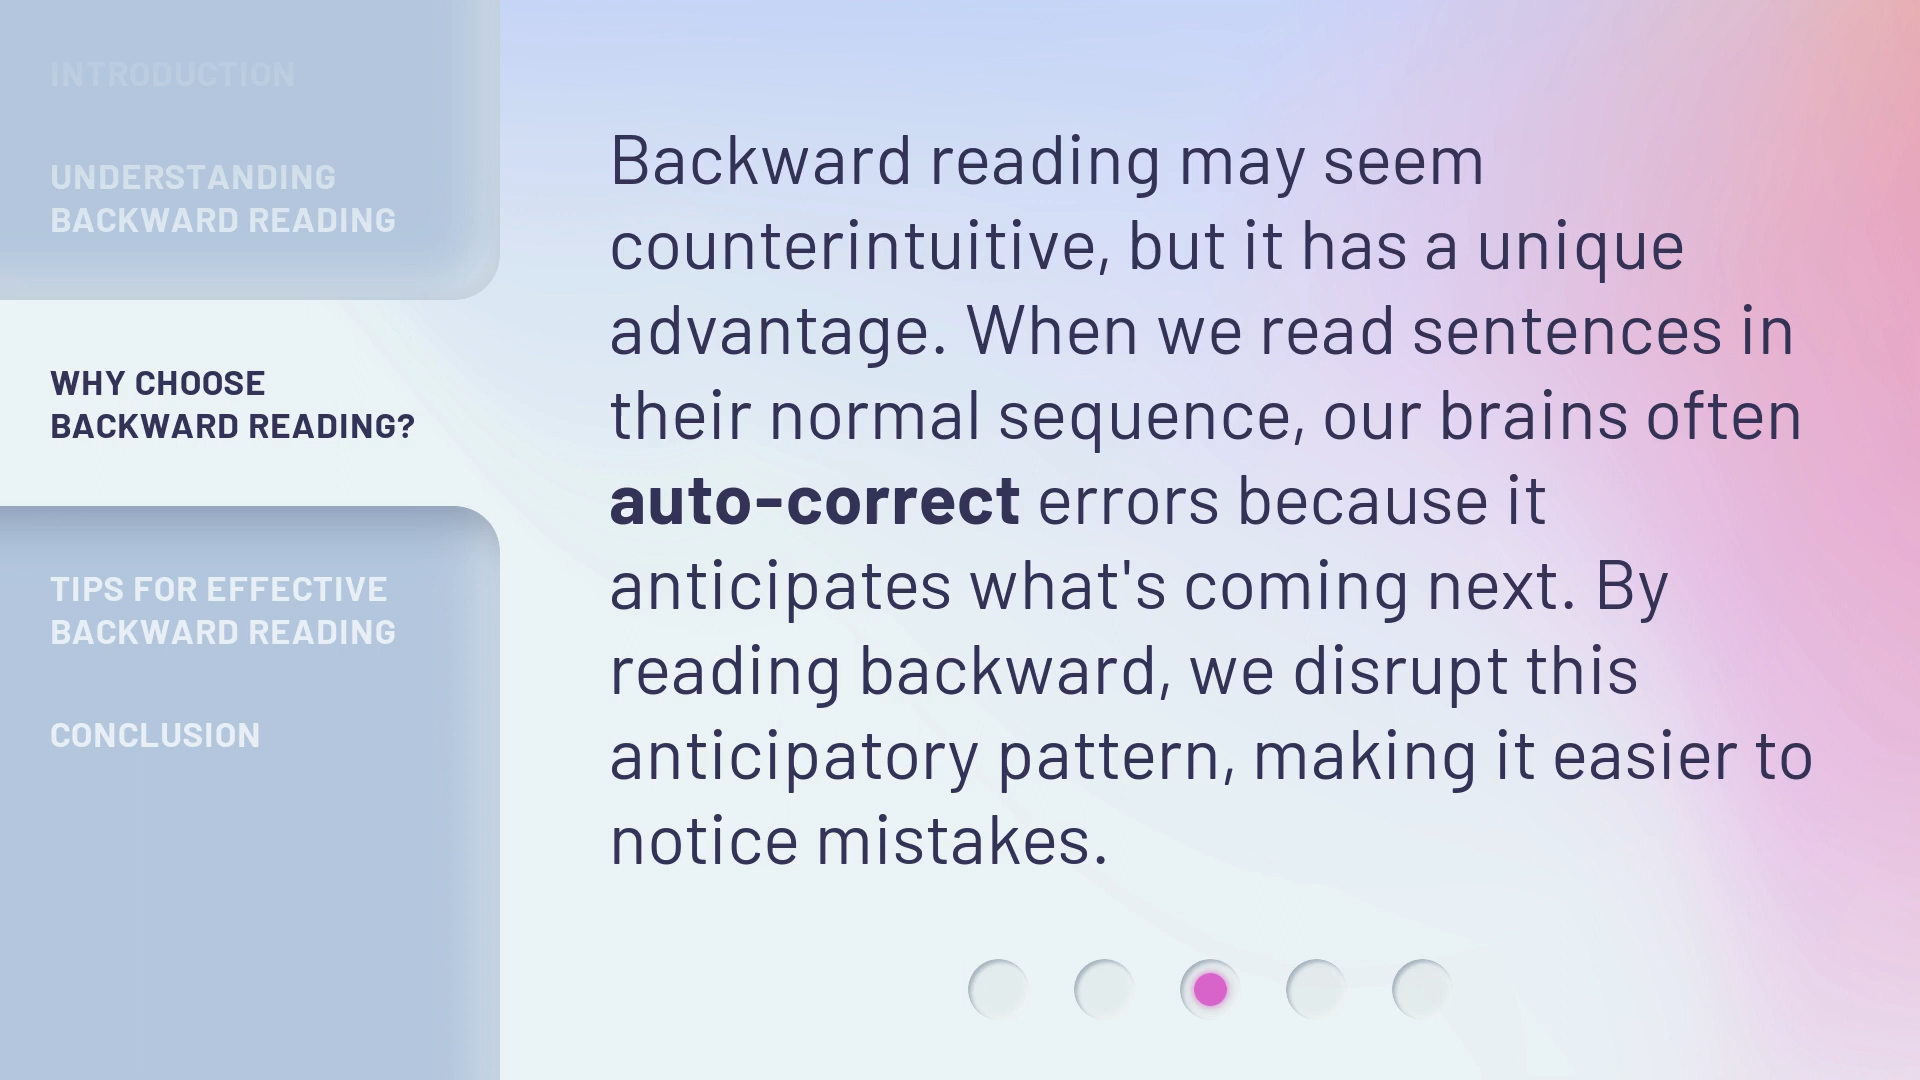 INTRODUCTION
UNDERSTANDING
BACKWARD READING
WHY CHOOSE
BACKWARD READING?
TIPS FOR EFFECTIVE
BACKWARD READING
CONCLUSION
Backward reading may seem
counterintuitive, but it has a unique
advantage. When we read sentences in
their normal sequence, our brains often
auto-correct errors because it
anticipates what's coming next. By
reading backward, we disrupt this
anticipatory pattern, making it easier to
notice mistakes.